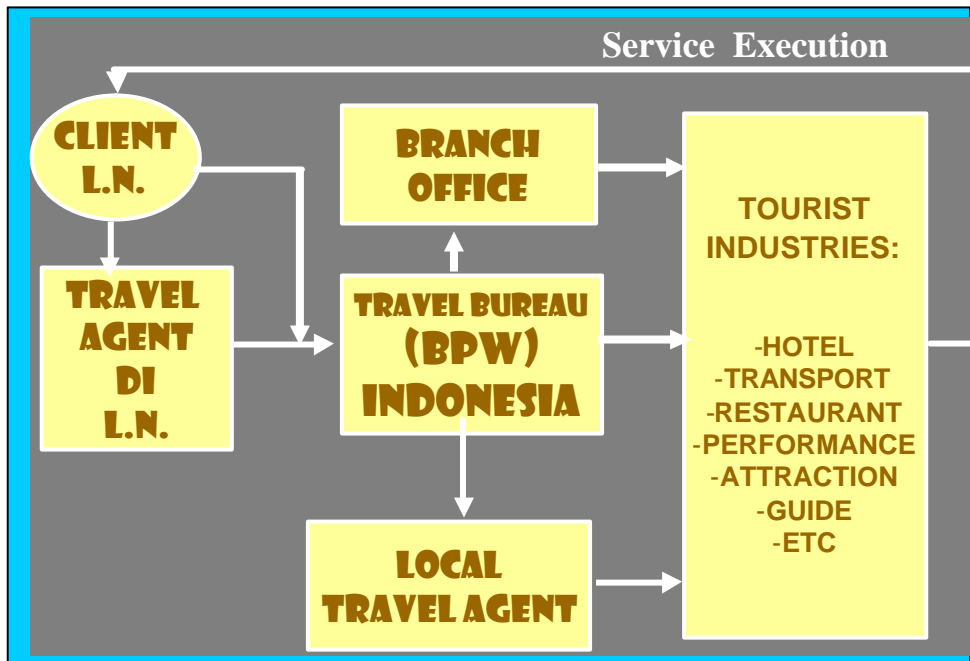 Service Execution
CLIENT
L.N.
TRAVEL
AGENT
DI
L.N.
BRANCH
OFFICE
TRAVEL BUREAU
(BPW)
INDONESIA
LOCAL
TRAVEL AGENT
TOURIST
INDUSTRIES:
-HOTEL
-TRANSPORT
-RESTAURANT
-PERFORMANCE
-ATTRACTION
-GUIDE
-ETC